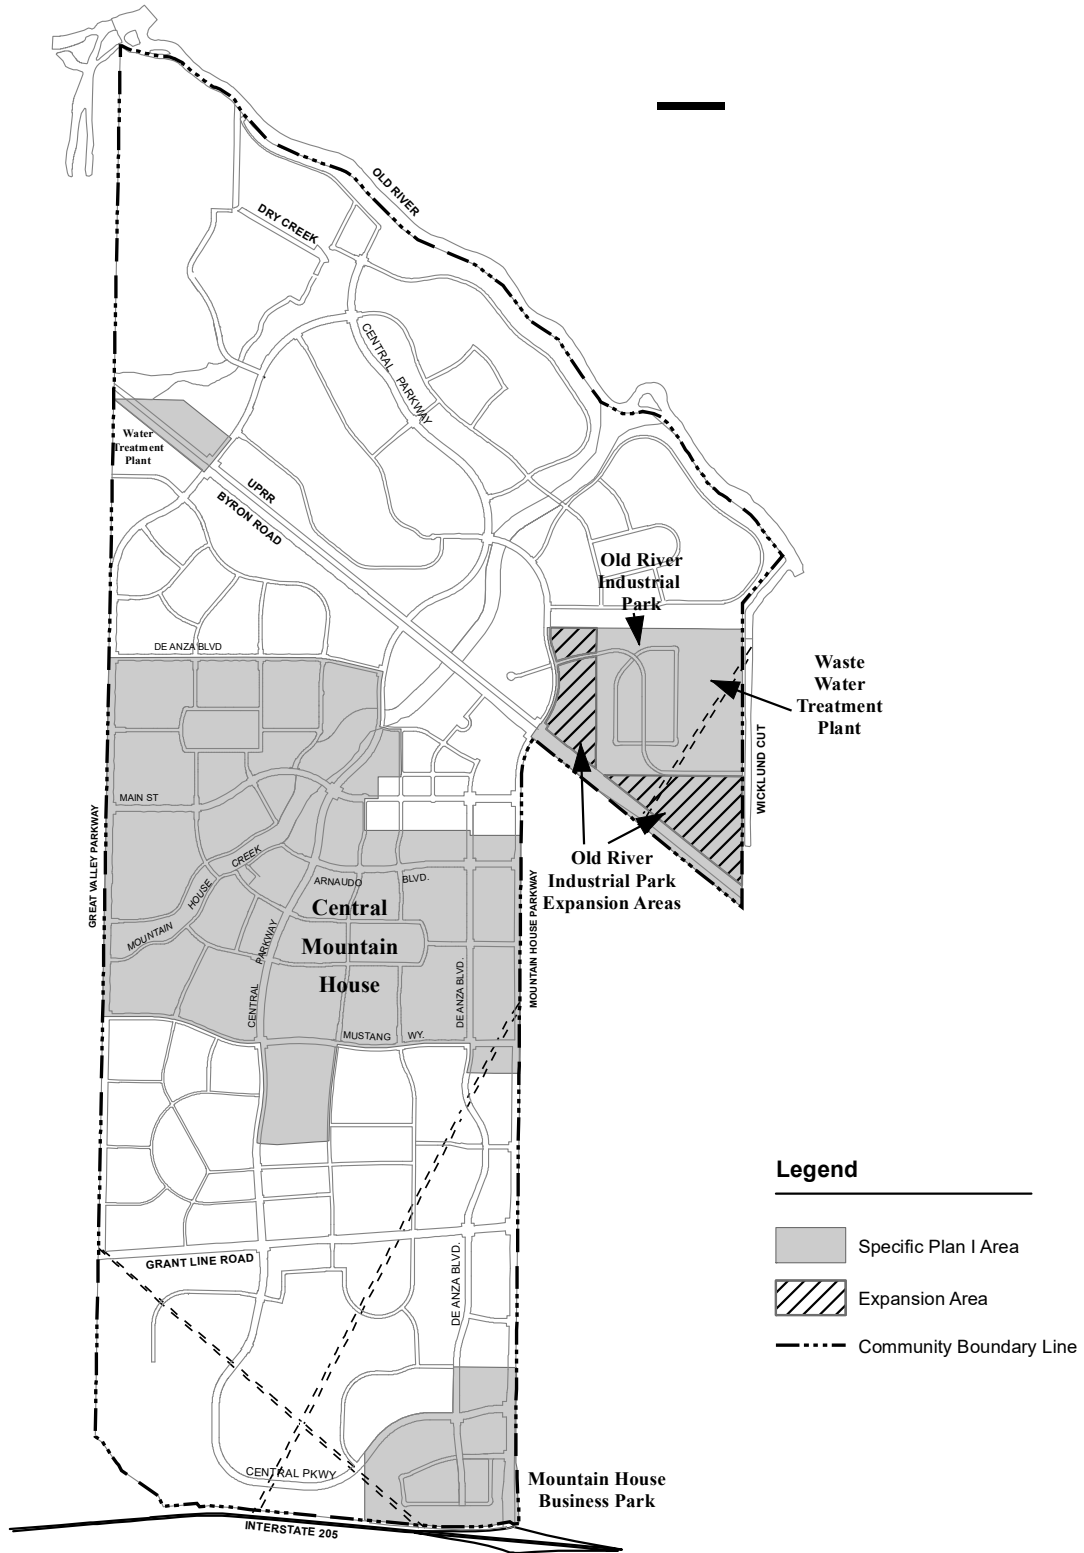 OLD RIVER
DRY CREEK
CENTRAL PARKWAY
Water
Treatment
Plant
UPRR
BYRON ROAD
Old River
Industrial
Park
DE ANZA BLVD
Waste
Water
Treatment
Plant
WICKLUND CUT
MAIN ST
GREAT VALLEY PARKWAY
MOUNTAIN HOUSE CREEK
ARNAUDO BLVD.
Old River
Industrial Park
Expansion Areas
Central
Mountain
House
MOUNTAIN HOUSE PARKWAY
CENTRAL PARKWAY
DE ANZA BLVD.
MUSTANG WY.
Legend
Specific Plan I Area
Expansion Area
Community Boundary Line
GRANT LINE ROAD
DE ANZA BLVD.
CENTRAL PKWY
Mountain House
Business Park
INTERSTATE 205